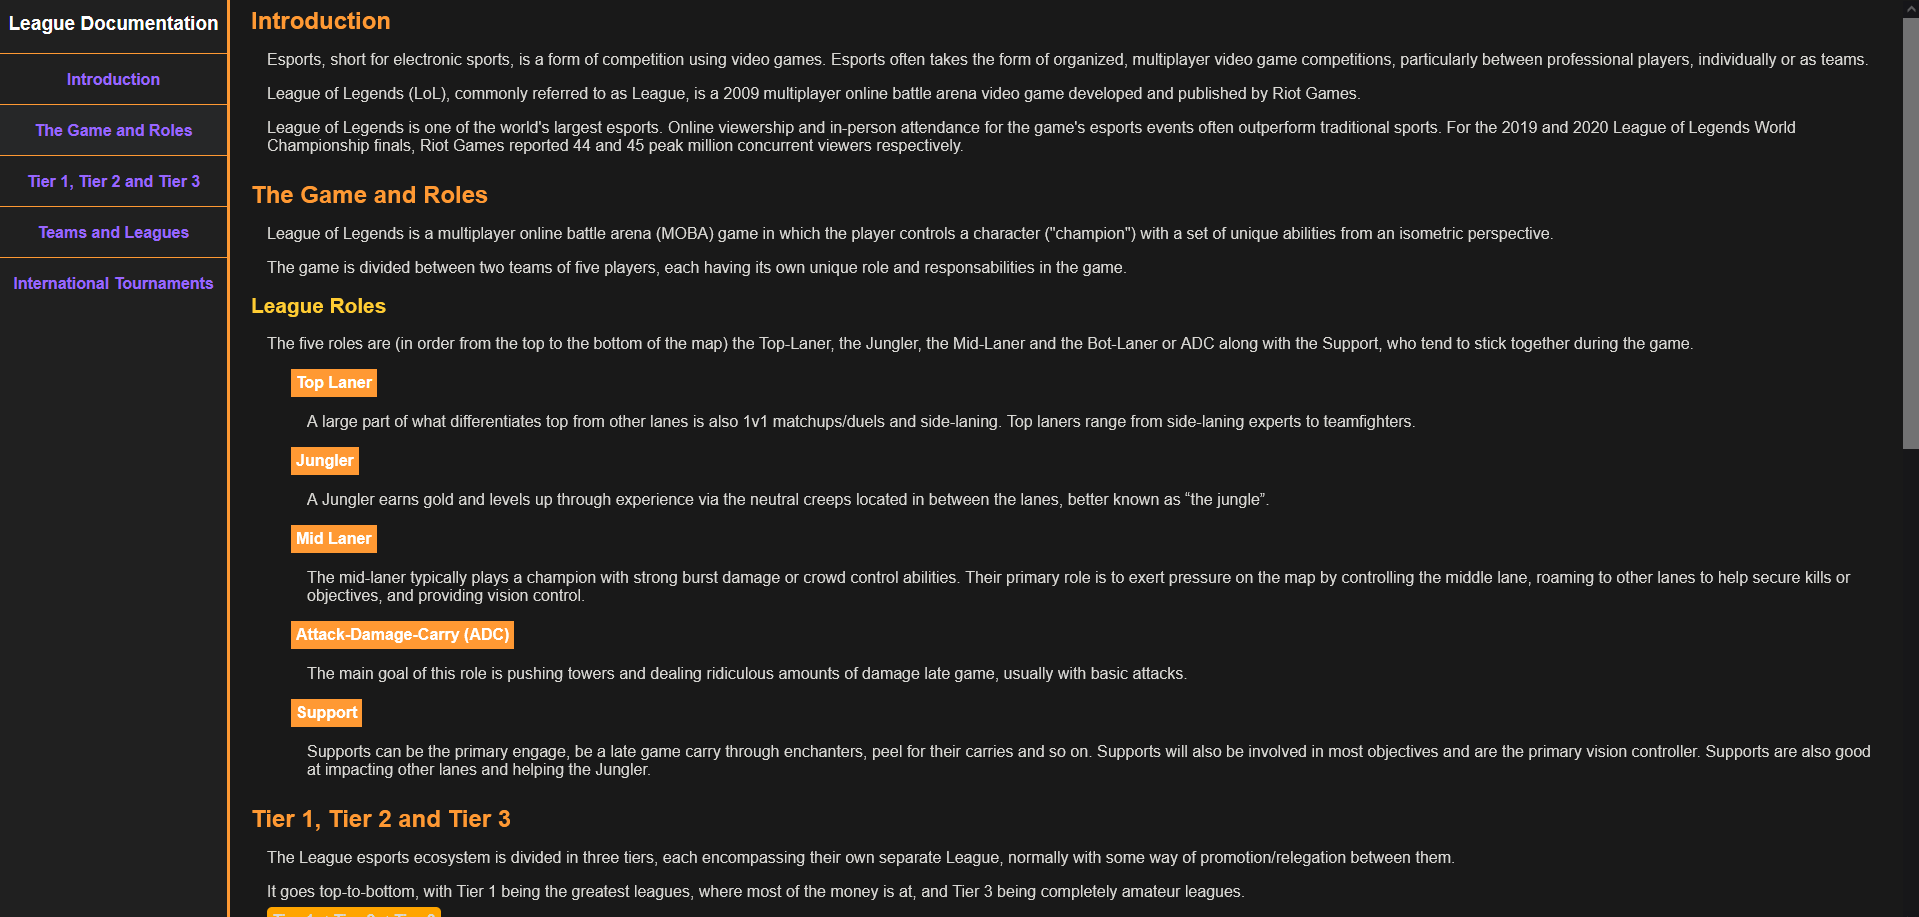 League Documentation
Introduction
The Game and Roles
Tier 1, Tier 2 and Tier 3
Teams and Leagues
International Tournaments
Introduction
Esports, short for electronic sports, is a form of competition using video games. Esports often takes the form of organized, multiplayer video game competitions, particularly between professional players, individually or as teams.
League of Legends (LoL), commonly referred to as League, is a 2009 multiplayer online battle arena video game developed and published by Riot Games.
League of Legends is one of the world's largest esports. Online viewership and in-person attendance for the game's esports events often outperform traditional sports. For the 2019 and 2020 League of Legends World
Championship finals, Riot Games reported 44 and 45 peak million concurrent viewers respectively.
The Game and Roles
League of Legends is a multiplayer online battle arena (MOBA) game in which the player controls a character ("champion") with a set of unique abilities from an isometric perspective.
The game is divided between two teams of five players, each having its own unique role and responsabilities in the game.
League Roles
The five roles are (in order from the top to the bottom of the map) the Top-Laner, the Jungler, the Mid-Laner and the Bot-Laner or ADC along with the Support, who tend to stick together during the game.
Top Laner
A large part of what differentiates top from other lanes is also 1v1 matchups/duels and side-laning. Top laners range from side-laning experts to teamfighters.
Jungler
A Jungler earns gold and levels up through experience via the neutral creeps located in between the lanes, better known as “the jungle”.
Mid Laner
The mid-laner typically plays a champion with strong burst damage or crowd control abilities. Their primary role is to exert pressure on the map by controlling the middle lane, roaming to other lanes to help secure kills or
objectives, and providing vision control.
Attack-Damage-Carry (ADC)
The main goal of this role is pushing towers and dealing ridiculous amounts of damage late game, usually with basic attacks.
Support
Supports can be the primary engage, be a late game carry through enchanters, peel for their carries and so on. Supports will also be involved in most objectives and are the primary vision controller. Supports are also good
at impacting other lanes and helping the Jungler.
Tier 1, Tier 2 and Tier 3
The League esports ecosystem is divided in three tiers, each encompassing their own separate League, normally with some way of promotion/relegation between them.
It goes top-to-bottom, with Tier 1 being the greatest leagues, where most of the money is at, and Tier 3 being completely amateur leagues.